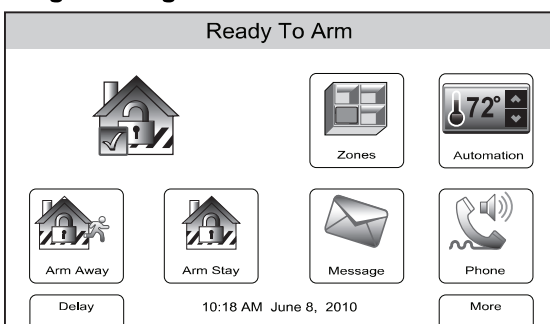 Ready To Arm
72°
Zones
Automation
Arm Away
Arm Stay
Message
Phone
Delay
10:18 AM June 8, 2010
More